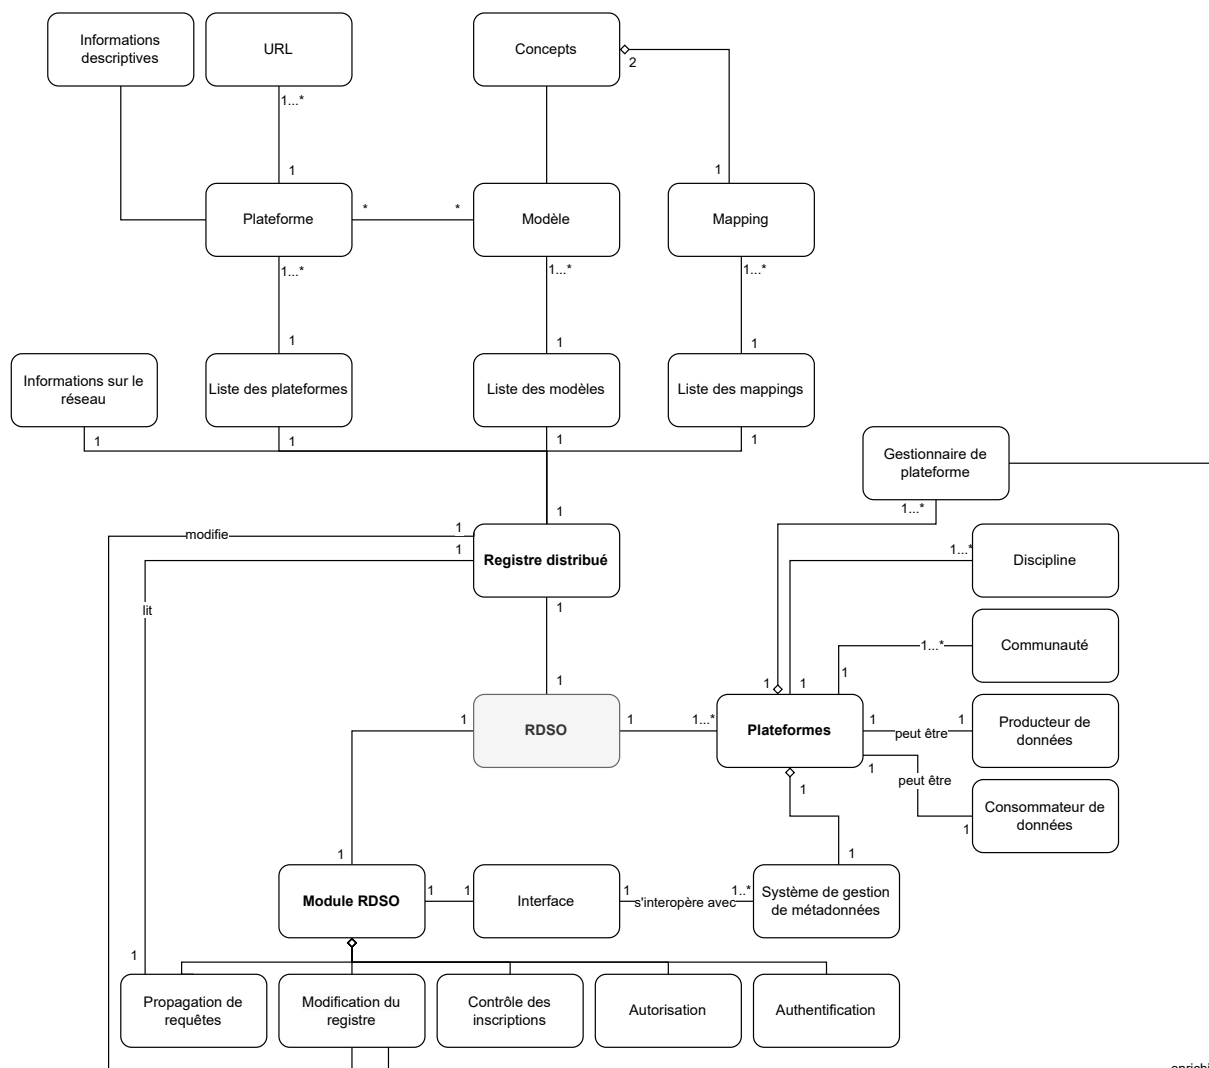 Informations
descriptives
URL
Concepts
2
1...*
1
1
Plateforme
*
*
Modèle
Mapping
1...*
1...*
1...*
1
1
1
Informations sur le
réseau
Liste des plateformes
Liste des modèles
Liste des mappings
1
1
1
1
Gestionnaire de
plateforme
1...*
1
modifie
1
1
Registre distribué
1...*
Discipline
lit
1
1...*
Communauté
1
1
1
1
1
RDSO
1
1...*
Plateformes
1
peut être
1
Producteur de
données
1
peut être
1
Consommateur de
données
1
1
1
Module RDSO
1
1
Interface
1
s'interopère avec
1..*
Système de gestion
de métadonnées
1
Propagation de
requêtes
Modification du
registre
Contrôle des
inscriptions
Autorisation
Authentification